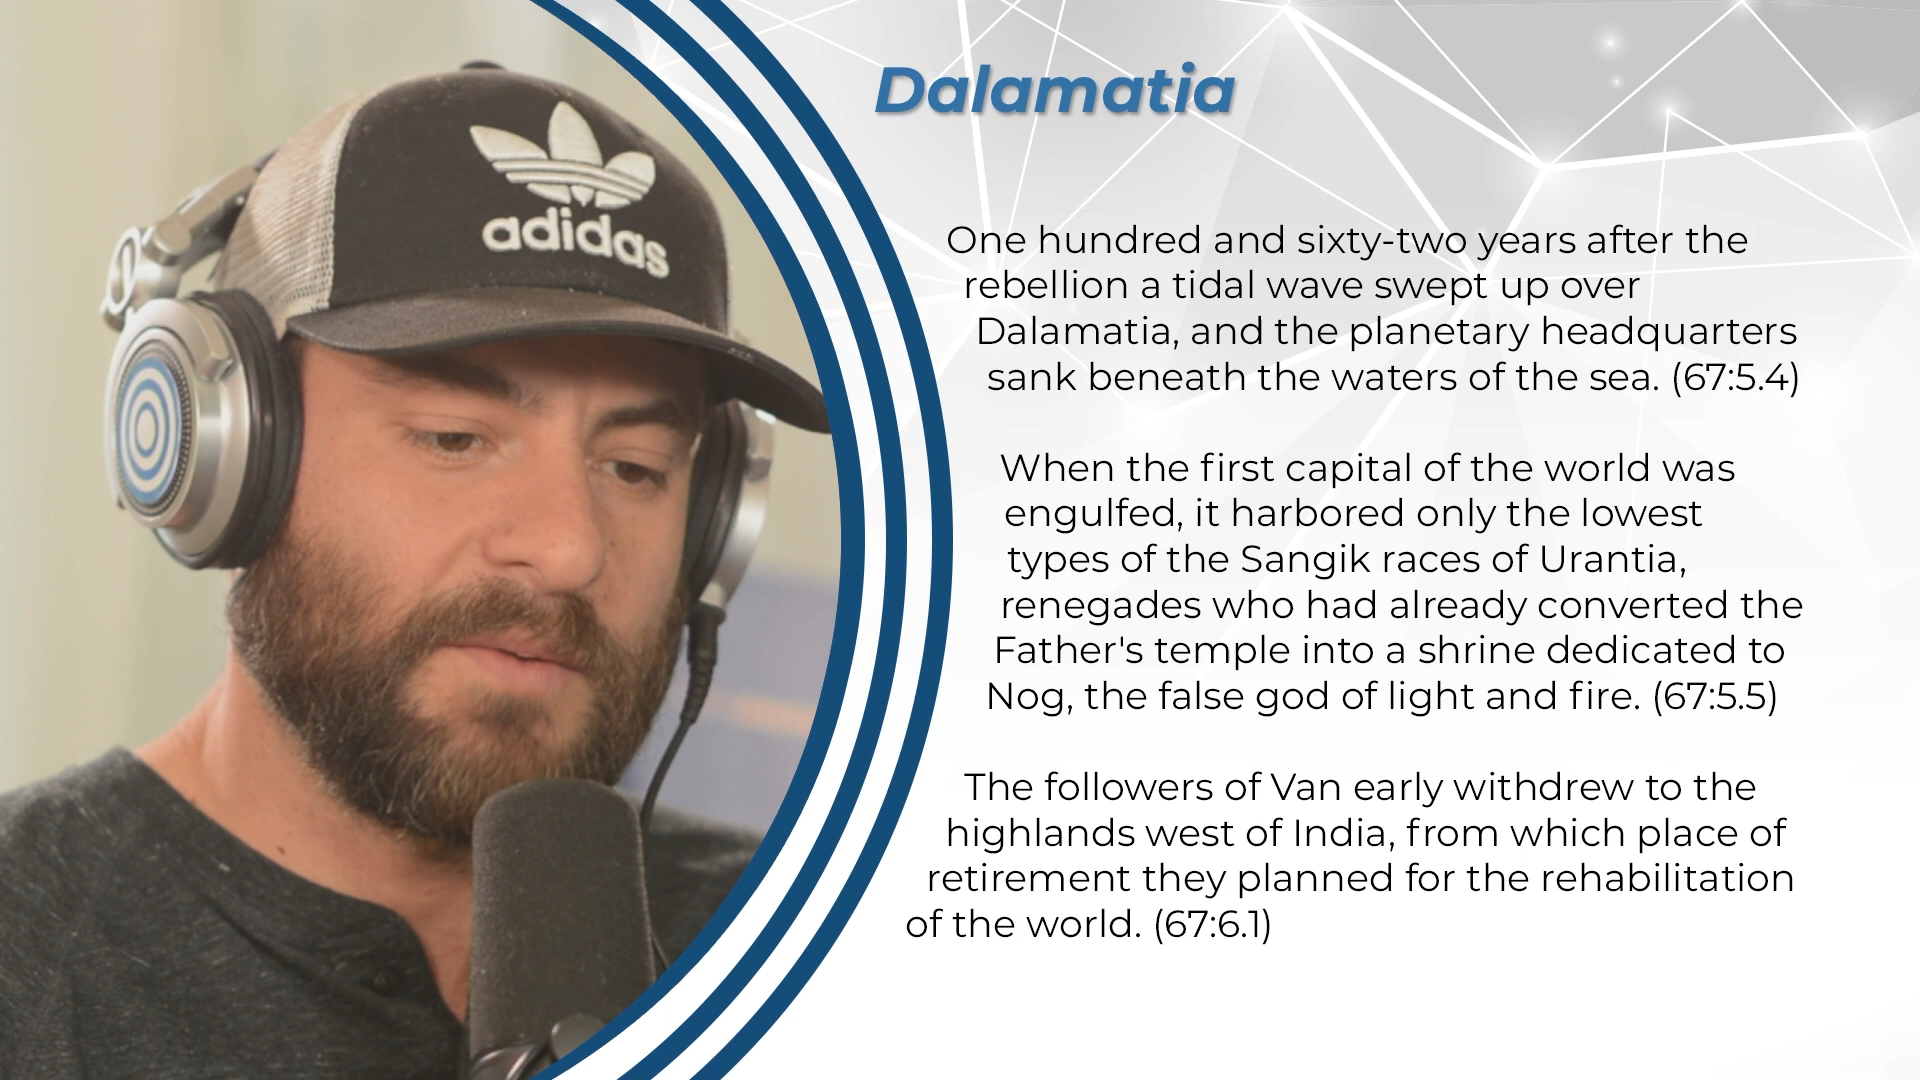 adidas
Dalamatia
One hundred and sixty-two years after the
rebellion a tidal wave swept up over
Dalamatia, and the planetary headquarters
sank beneath the waters of the sea. (67:5.4)
When the first capital of the world was
engulfed, it harbored only the lowest
types of the Sangik races of Urantia,
renegades who had already converted the
Father's temple into a shrine dedicated to
Nog, the false god of light and fire. (67:5.5)
The followers of Van early withdrew to the
highlands west of India, from which place of
retirement they planned for the rehabilitation
of the world. (67:6.1)